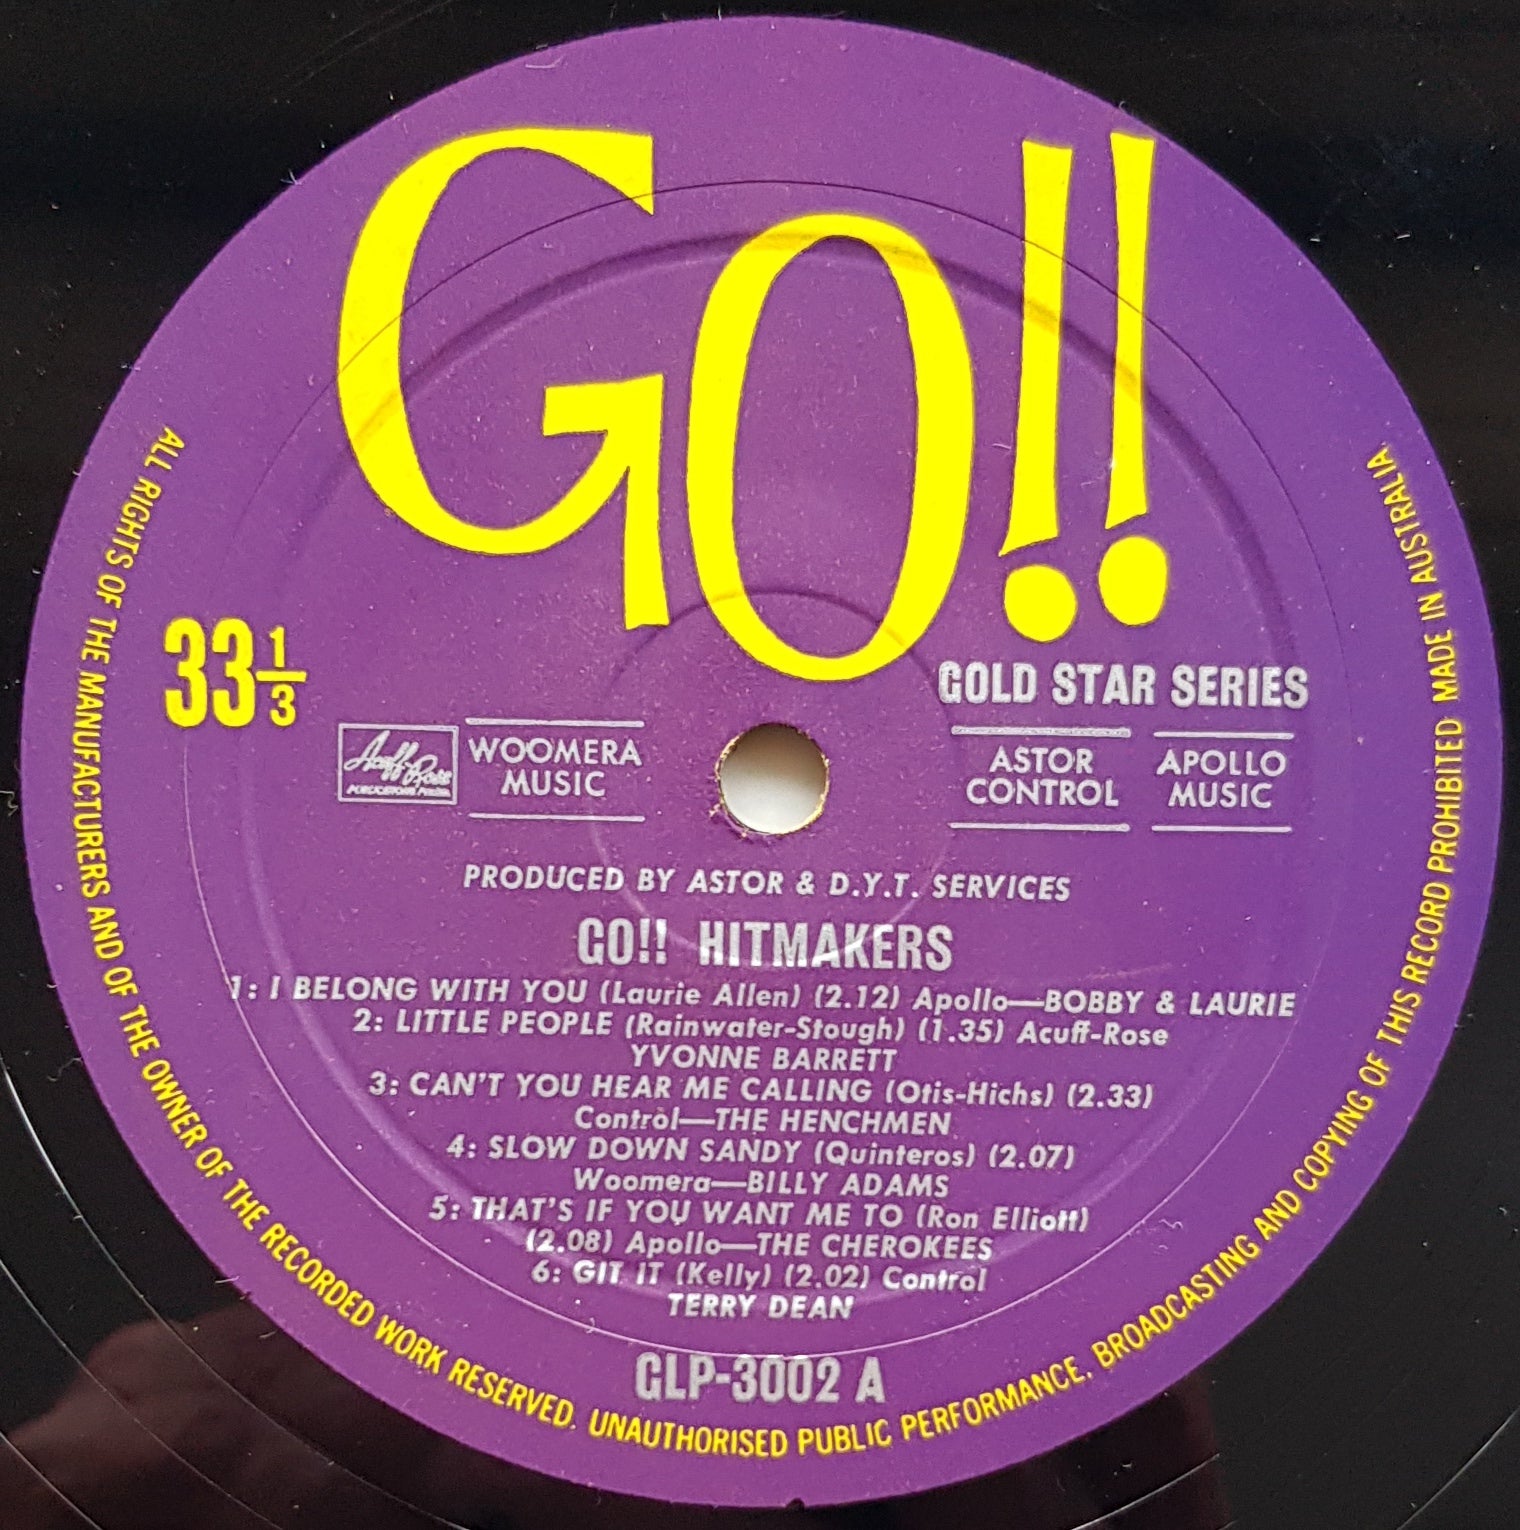 GO!!
GOLD STAR SERIES
33 1/3
Acuff-Rose
WOOMERA
MUSIC
ASTOR
CONTROL
APOLLO
MUSIC
PRODUCED BY ASTOR & D.Y.T. SERVICES
GO!! HITMAKERS
1: I BELONG WITH YOU (Laurie Allen) (2.12) Apollo—BOBBY & LAURIE
2: LITTLE PEOPLE (Rainwater-Stough) (1.35) Acuff-Rose
YVONNE BARRETT
3: CAN'T YOU HEAR ME CALLING (Otis-Hichs) (2.33)
Control—THE HENCHMEN
4: SLOW DOWN SANDY (Quinteros) (2.07)
Woomera—BILLY ADAMS
5: THAT'S IF YOU WANT ME TO (Ron Elliott)
(2.08) Apollo—THE CHEROKEES
6: GIT IT (Kelly) (2.02) Control
TERRY DEAN
GLP-3002 A
ALL RIGHTS OF THE MANUFACTURERS AND OF THE OWNER OF THE RECORDED WORK RESERVED. UNAUTHORISED PUBLIC PERFORMANCE. BROADCASTING AND COPYING OF THIS RECORD PROHIBITED MADE IN AUSTRALIA